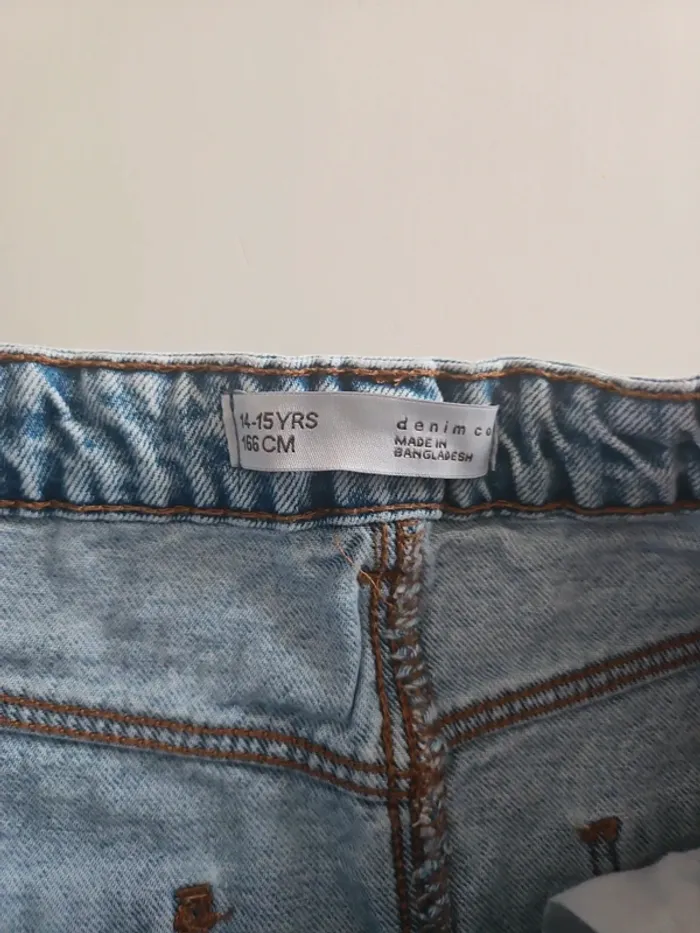 14-15YRS
166 CM
denim co
MADE IN
BANGLADESH